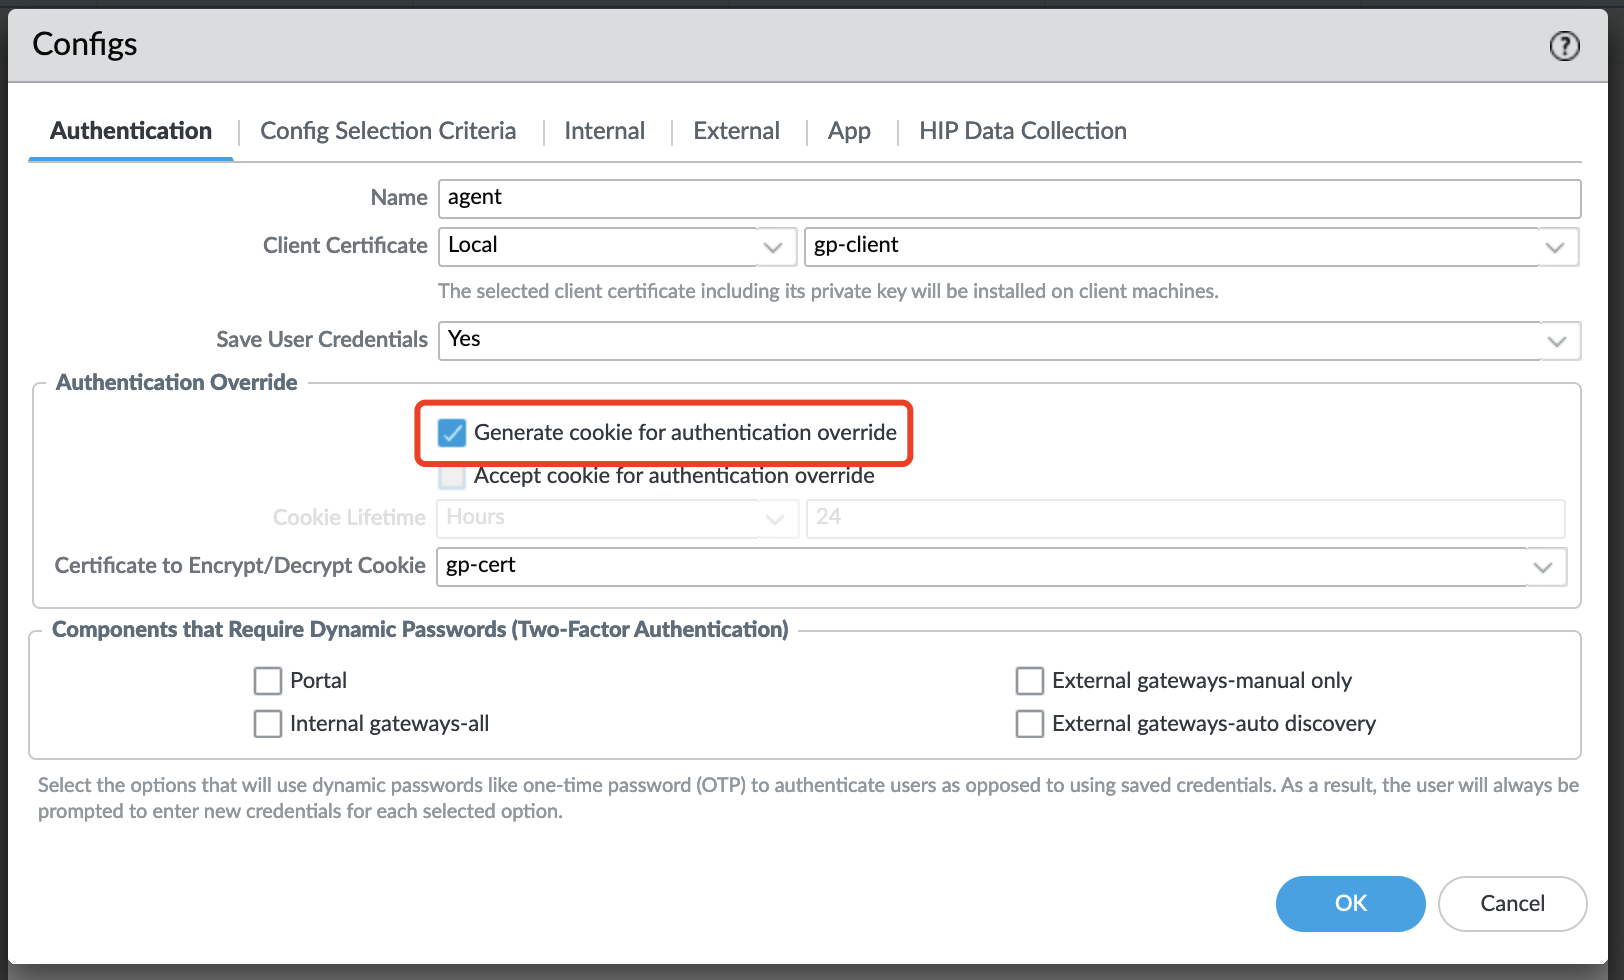 Configs
?
Authentication | Config Selection Criteria | Internal | External | App | HIP Data Collection
Name agent
Client Certificate Local gp-client
The selected client certificate including its private key will be installed on client machines.
Save User Credentials Yes
Authentication Override
Generate cookie for authentication override
Accept cookie for authentication override
Cookie Lifetime Hours 24
Certificate to Encrypt/Decrypt Cookie gp-cert
Components that Require Dynamic Passwords (Two-Factor Authentication)
Portal External gateways-manual only
Internal gateways-all External gateways-auto discovery
Select the options that will use dynamic passwords like one-time password (OTP) to authenticate users as opposed to using saved credentials. As a result, the user will always be
prompted to enter new credentials for each selected option.
OK Cancel